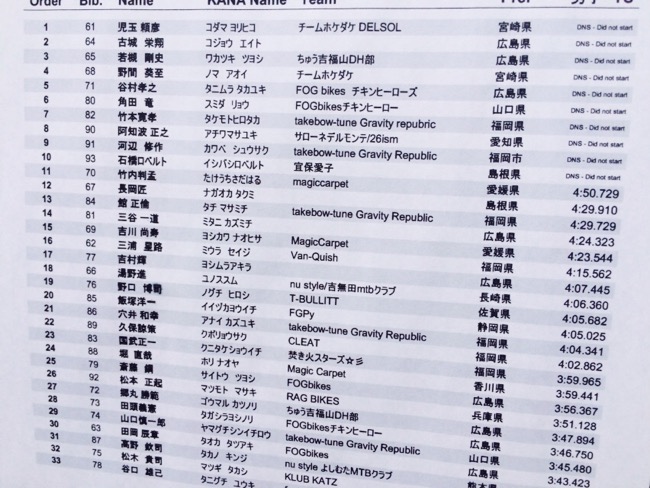 Order Bib. Name KANA Name Team Pref
1 61 児玉 頼彦 コダマ ヨリヒコ チームホケダケ DELSOL 宮崎県 DNS - Did not start
2 64 古城 栄翔 コジョウ エイト 広島県 DNS - Did not start
3 65 若槻 剛史 ワカツキ ツヨシ ちゅう吉福山DH部 広島県 DNS - Did not start
4 68 野間 葵至 ノマ アオイ チームホケダケ 宮崎県 DNS - Did not start
5 71 谷村孝之 タニムラ タカユキ FOG bikes チキンヒーローズ 広島県 DNS - Did not start
6 80 角田 竜 スミダ リョウ FOGbikesチキンヒーロー 山口県 DNS - Did not start
7 82 竹本寛孝 タケモトヒロタカ takebow-tune Gravity repubric 福岡県 DNS - Did not start
8 90 阿知波 正之 アチワマサユキ サローネデルモンテ/26ism 愛知県 DNS - Did not start
9 91 河辺 修作 カワベ シュウサク takebow-tune Gravity Republic 福岡市 DNS - Did not start
10 93 石橋ロベルト イシバシロベルト 宜保愛子 DNS - Did not start
11 70 竹内判孟 たけうちさだはる magiccarpet 愛媛県 4:50.729
12 67 長岡匠 ナガオカ タクミ 島根県 4:29.910
13 84 館 正倫 タチ マサミチ takebow-tune Gravity Republic 福岡県 4:29.729
14 81 三谷 一道 ミタニ カズミチ 広島県 4:24.323
15 69 吉川 尚寿 ヨシカワ ナオヒサ MagicCarpet 愛媛県 4:23.544
16 62 三浦 星路 ミウラ セイジ Van-Quish 福岡県 4:15.562
17 77 吉村輝 ヨシムラアキラ 広島県 4:07.445
18 66 湯野進 ユノススム nu style/吉無田mtbクラブ 長崎県 4:06.360
19 76 野口 博司 ノグチ ヒロシ T-BULLITT 佐賀県 4:05.682
20 85 飯塚洋一 イイヅカヨウイチ FGPy 静岡県 4:05.025
21 86 穴井 和幸 アナイ カズユキ takebow-tune Gravity Republic 福岡県 4:04.341
22 89 久保諒策 クボリョウサク CLEAT 福岡県 4:02.862
23 83 国武正一 クニタケショウイチ 焚き火スターズ☆彡 福岡県 3:59.965
24 88 堀 直哉 ホリ ナオヤ Magic Carpet 香川県 3:59.441
25 79 斎藤 鋼 サイトウ ツヨシ FOGbikes 広島県 3:56.367
26 92 松本 正起 マツモト マサキ RAG BIKES 兵庫県 3:51.128
27 72 郷丸 勝範 ゴウマル カツノリ ちゅう吉福山DH部 広島県 3:47.894
28 73 田頭義憲 タガシラヨシノリ FOGbikesチキンヒーロー 広島県 3:46.750
29 74 山口慎一郎 ヤマグチシンイチロウ takebow-tune Gravity Republic 山口県 3:45.480
30 63 田岡 辰章 タオカ タツアキ FOGbikes 広島県 3:43.423
31 87 高野 欽司 タカノ キンジ nu style よしむたMTBクラブ 熊本県
32 75 松木 貴司 マツギ タカシ KLUB KATZ
33 78 谷口 雄己 タニグチ ユウキ